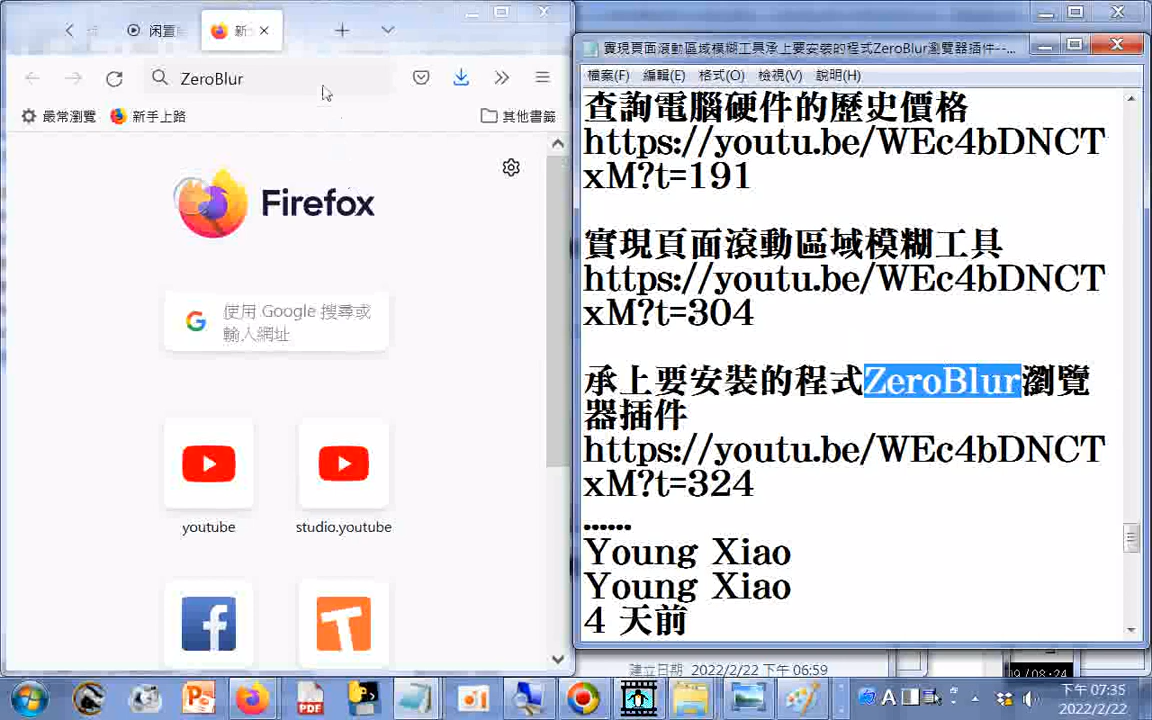 闲置
新
ZeroBlur
最常瀏覽
新手上路
其他書籤
Firefox
使用 Google 搜尋或
輸入網址
youtube
studio.youtube
實現頁面滾動區域模糊工具承上要安裝的程式ZeroBlur瀏覽器插件--...
檔案(F) 編輯(E) 格式(O) 檢視(V) 說明(H)
查詢電腦硬件的歷史價格
https://youtu.be/WEc4bDNCT
xM?t=191
實現頁面滾動區域模糊工具
https://youtu.be/WEc4bDNCT
xM?t=304
承上要安裝的程式ZeroBlur瀏覽
器插件
https://youtu.be/WEc4bDNCT
xM?t=324
......
Young Xiao
Young Xiao
4 天前
建立日期 2022/2/22 下午 06:59
PDF
A
下午 07:35
2022/2/22